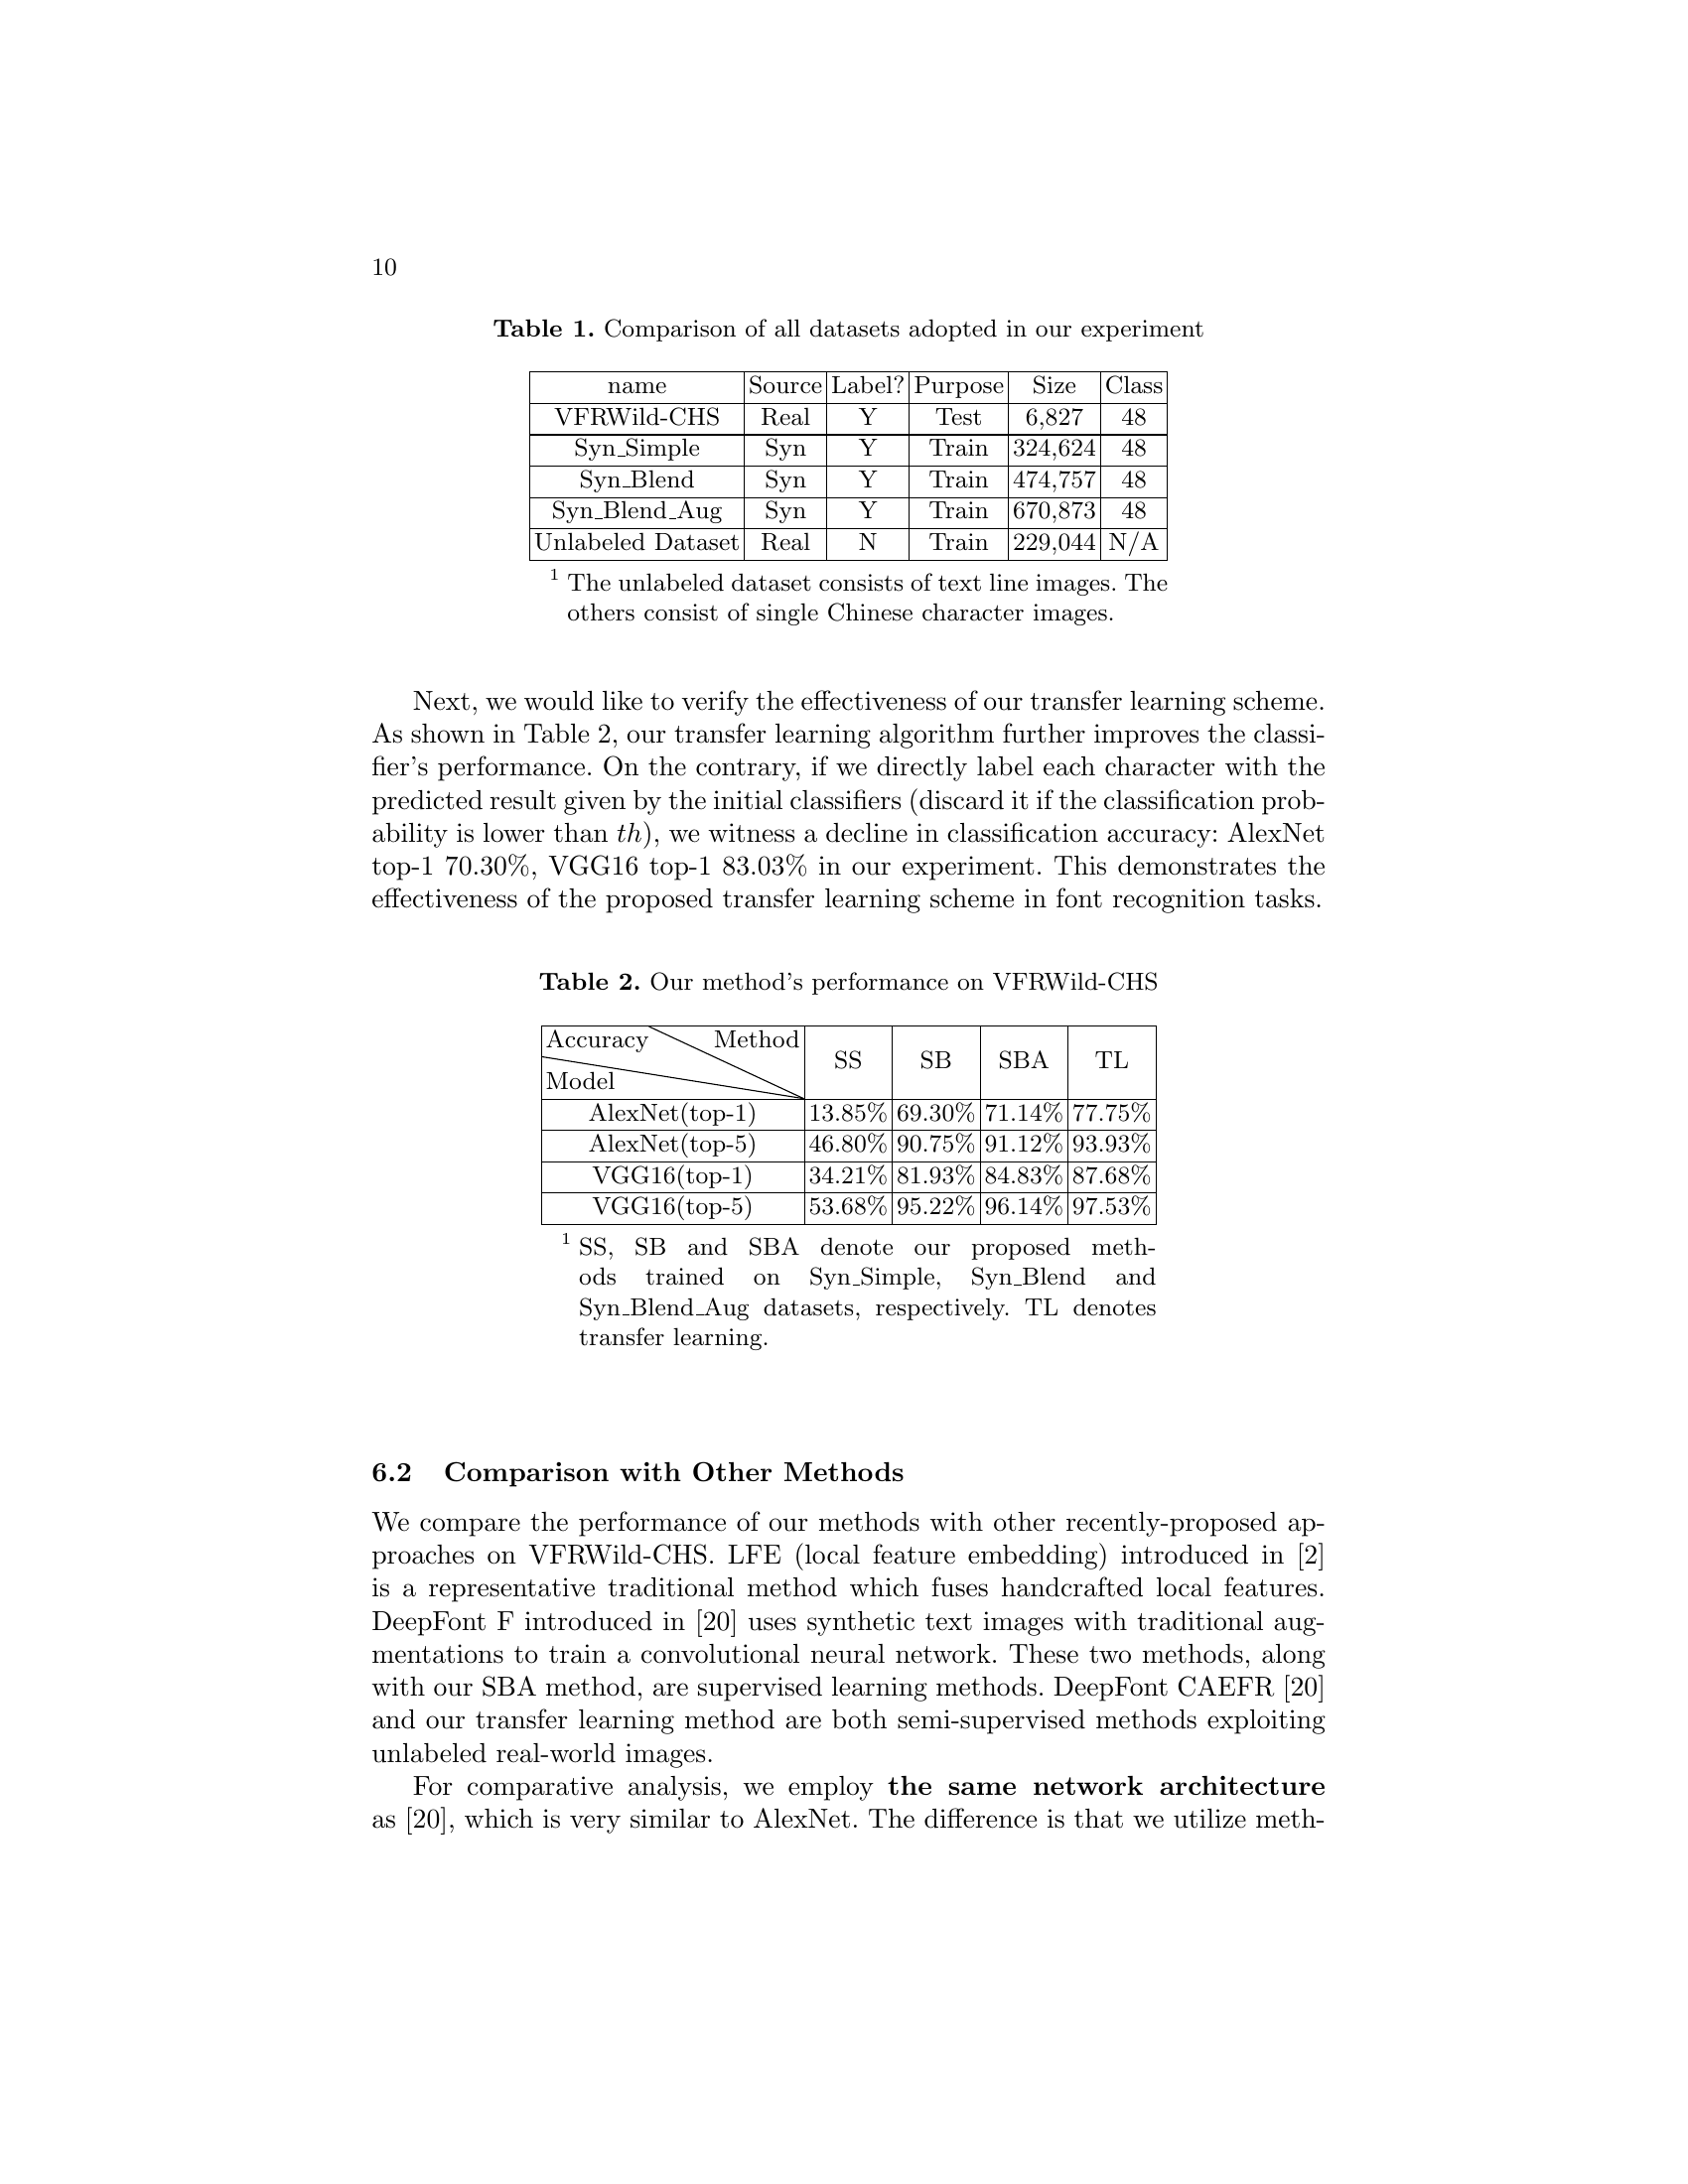 10
Table 1. Comparison of all datasets adopted in our experiment
name Source Label? Purpose Size Class
VFRWild-CHS Real Y Test 6,827 48
Syn_Simple Syn Y Train 324,624 48
Syn_Blend Syn Y Train 474,757 48
Syn_Blend_Aug Syn Y Train 670,873 48
Unlabeled Dataset Real N Train 229,044 N/A
1 The unlabeled dataset consists of text line images. The
others consist of single Chinese character images.
Next, we would like to verify the effectiveness of our transfer learning scheme.
As shown in Table 2, our transfer learning algorithm further improves the classi-
fier's performance. On the contrary, if we directly label each character with the
predicted result given by the initial classifiers (discard it if the classification prob-
ability is lower than th), we witness a decline in classification accuracy: AlexNet
top-1 70.30%, VGG16 top-1 83.03% in our experiment. This demonstrates the
effectiveness of the proposed transfer learning scheme in font recognition tasks.
Table 2. Our method's performance on VFRWild-CHS
Accuracy Method
Model
SS SB SBA TL
AlexNet(top-1) 13.85% 69.30% 71.14% 77.75%
AlexNet(top-5) 46.80% 90.75% 91.12% 93.93%
VGG16(top-1) 34.21% 81.93% 84.83% 87.68%
VGG16(top-5) 53.68% 95.22% 96.14% 97.53%
1 SS, SB and SBA denote our proposed meth-
ods trained on Syn_Simple, Syn_Blend and
Syn_Blend_Aug datasets, respectively. TL denotes
transfer learning.
6.2 Comparison with Other Methods
We compare the performance of our methods with other recently-proposed ap-
proaches on VFRWild-CHS. LFE (local feature embedding) introduced in [2]
is a representative traditional method which fuses handcrafted local features.
DeepFont F introduced in [20] uses synthetic text images with traditional aug-
mentations to train a convolutional neural network. These two methods, along
with our SBA method, are supervised learning methods. DeepFont CAEFR [20]
and our transfer learning method are both semi-supervised methods exploiting
unlabeled real-world images.
For comparative analysis, we employ the same network architecture
as [20], which is very similar to AlexNet. The difference is that we utilize meth-